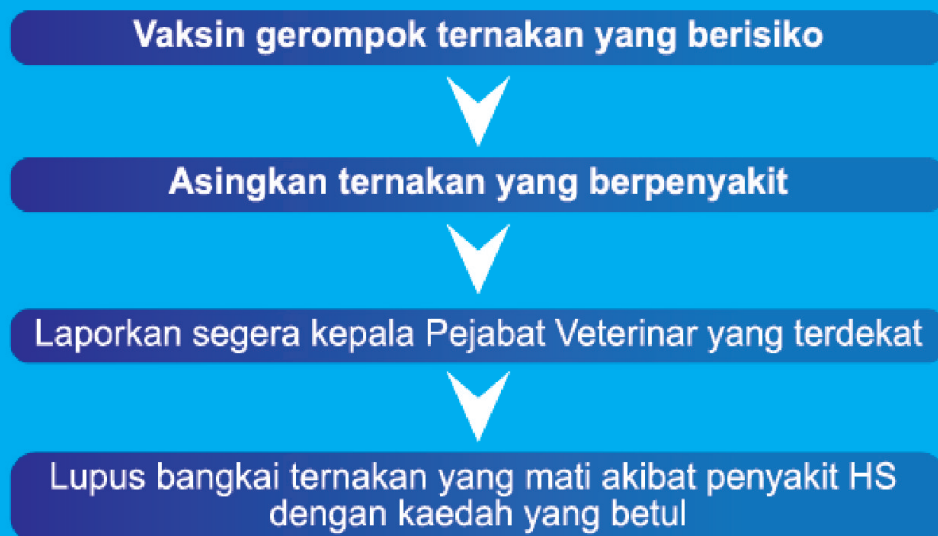 Vaksin gerompok ternakan yang berisiko
Asingkan ternakan yang berpenyakit
Laporkan segera kepala Pejabat Veterinar yang terdekat
Lupus bangkai ternakan yang mati akibat penyakit HS
dengan kaedah yang betul